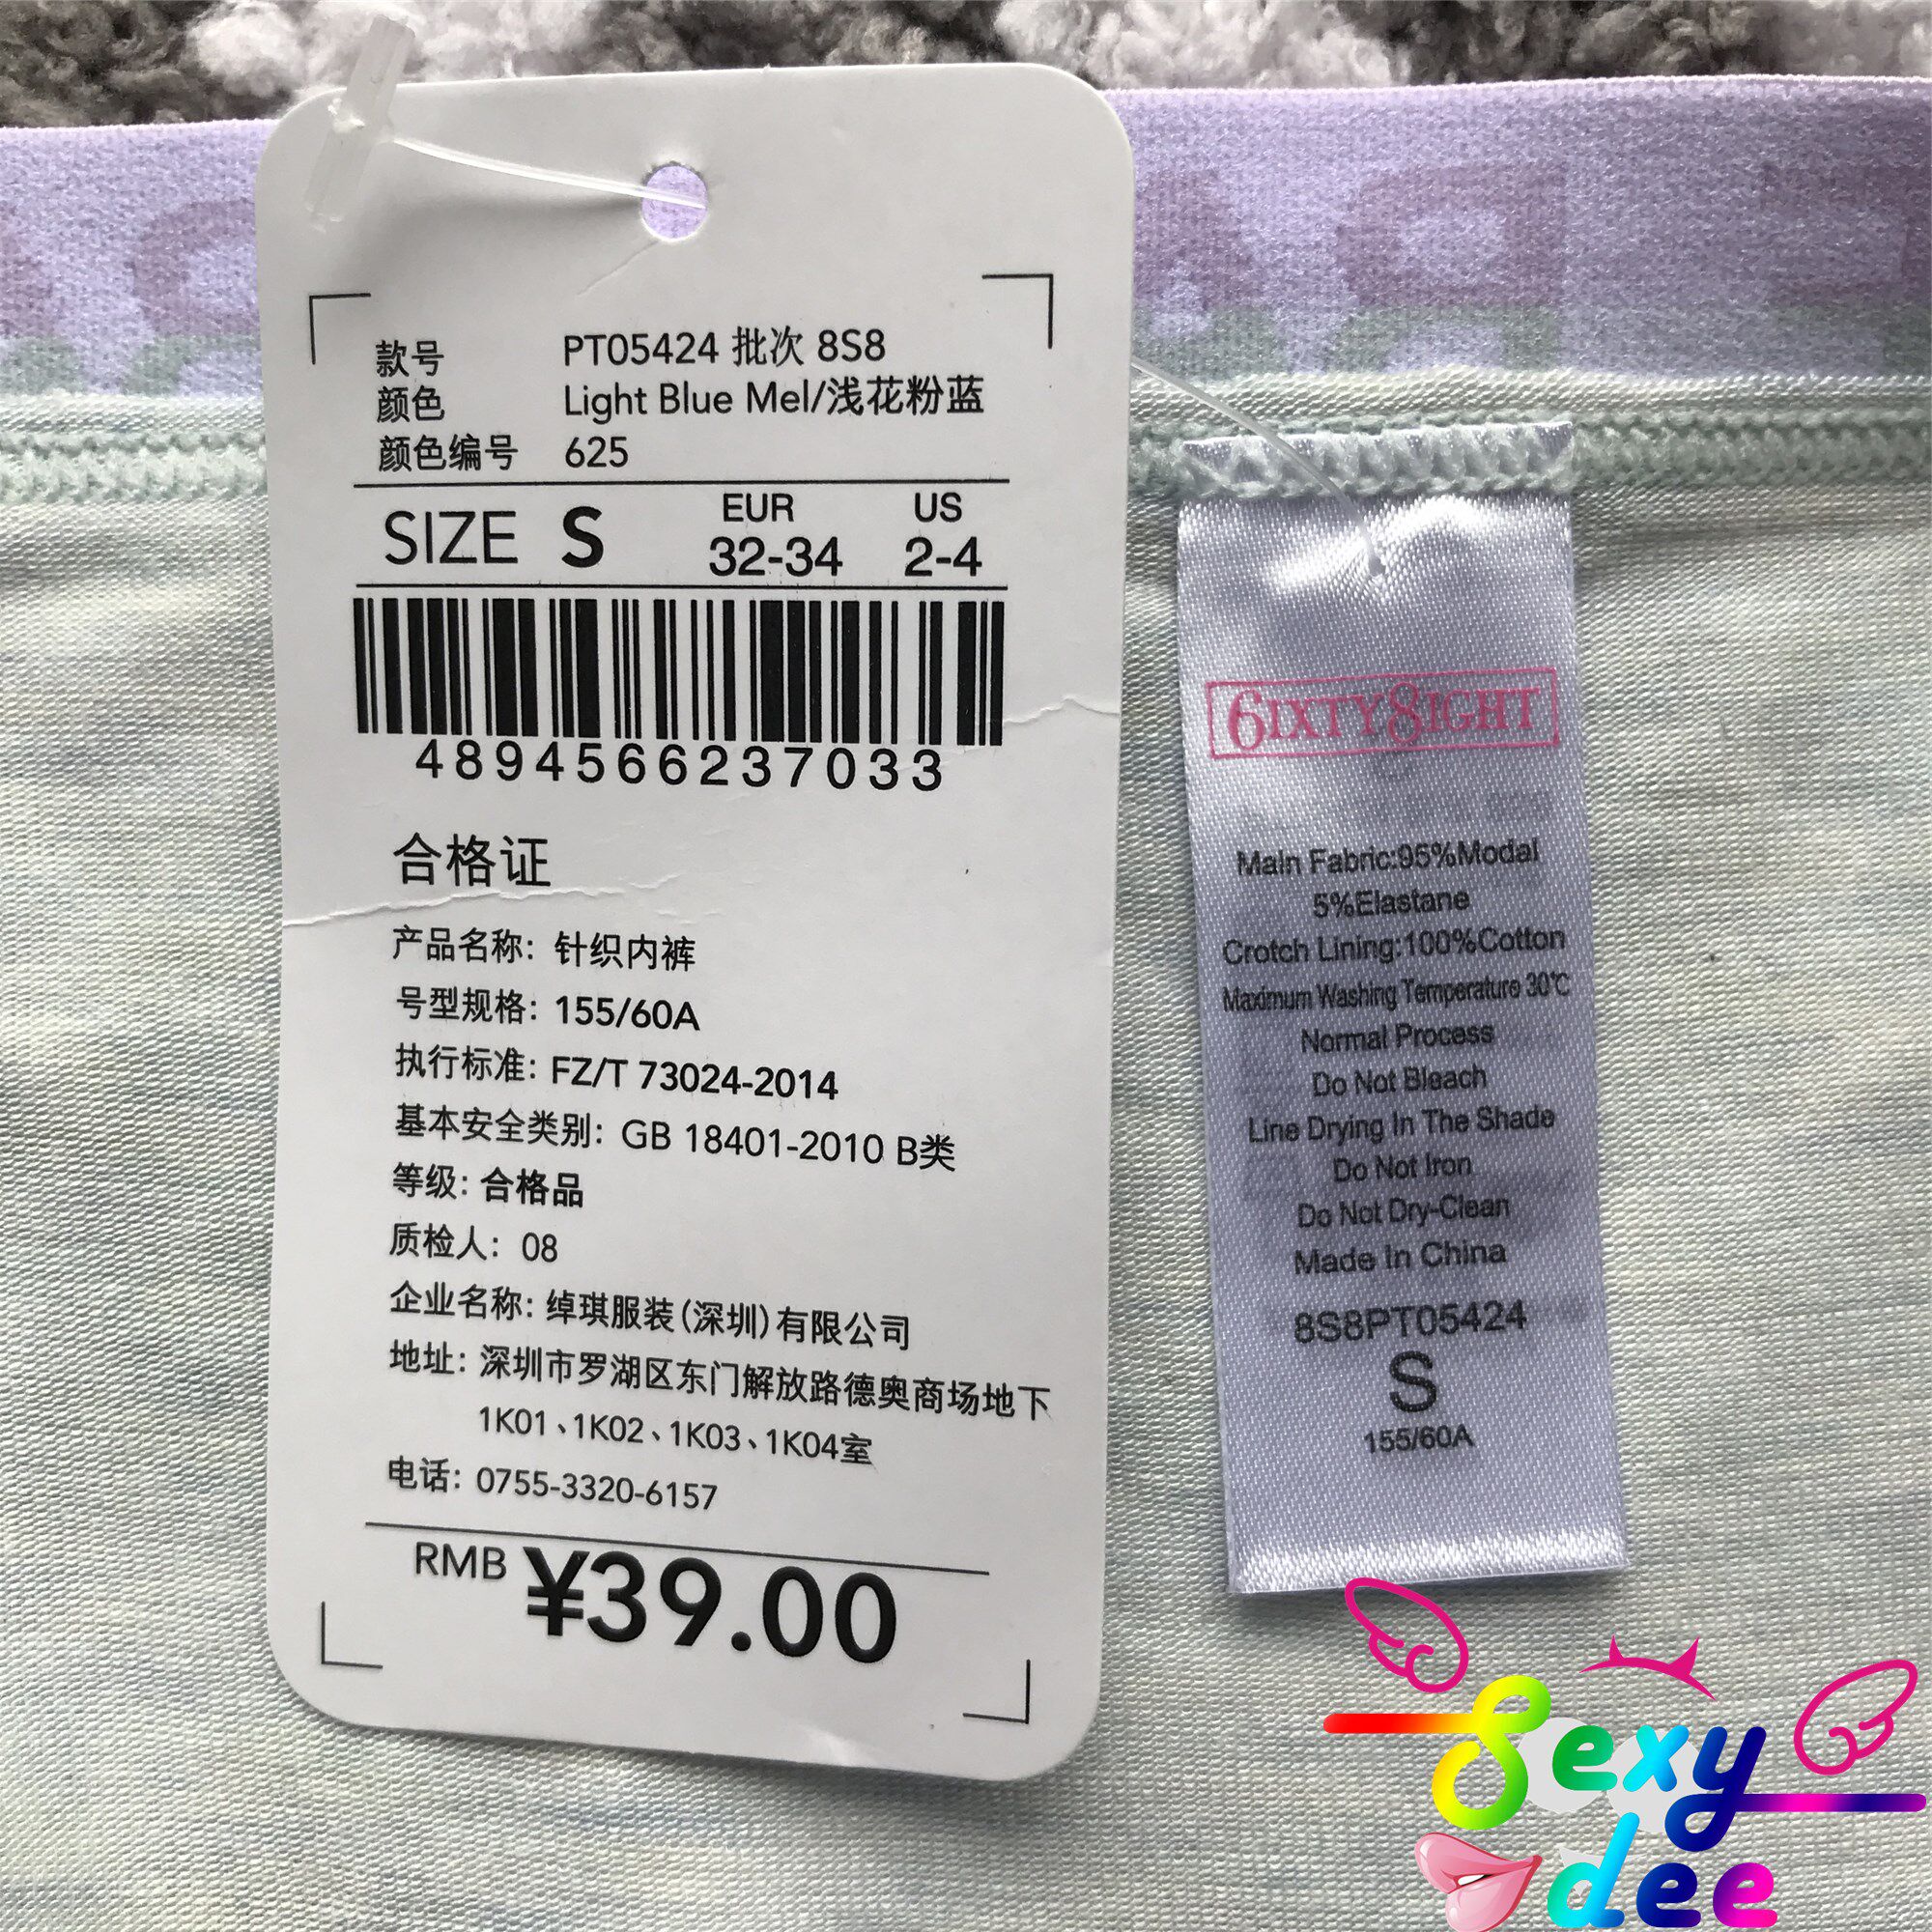 款号 PT05424 批次 8S8
颜色 Light Blue Mel/浅花粉蓝
颜色编号 625
SIZE S EUR 32-34 US 2-4
4894566237033
合格证
产品名称: 针织内裤
号型规格: 155/60A
执行标准: FZ/T 73024-2014
基本安全类别: GB 18401-2010 B类
等级: 合格品
质检人: 08
企业名称: 绰琪服装(深圳)有限公司
地址: 深圳市罗湖区东门解放路德奥商场地下
1K01、1K02、1K03、1K04室
电话: 0755-3320-6157
RMB ¥39.00
6IXTY8IGHT
Main Fabric:95%Modal
5%Elastane
Crotch Lining:100%Cotton
Maximum Washing Temperature 30℃
Normal Process
Do Not Bleach
Line Drying In The Shade
Do Not Iron
Do Not Dry-Clean
Made In China
8S8PT05424
S
155/60A
Sexy
dee